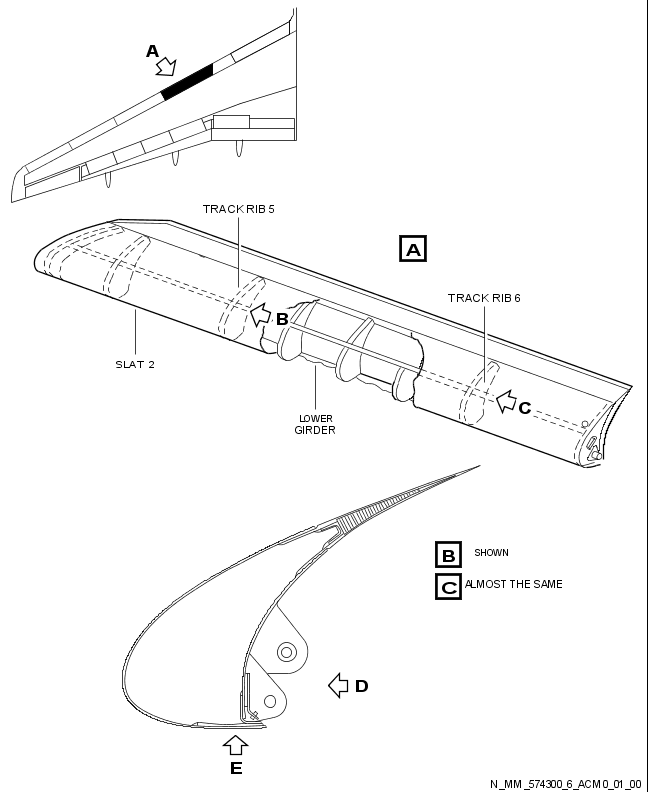 A
TRACK RIB 5
A
TRACK RIB 6
B
SLAT 2
C
LOWER
GIRDER
B SHOWN
C ALMOST THE SAME
D
E
N_MM_574300_6_ACM0_01_00